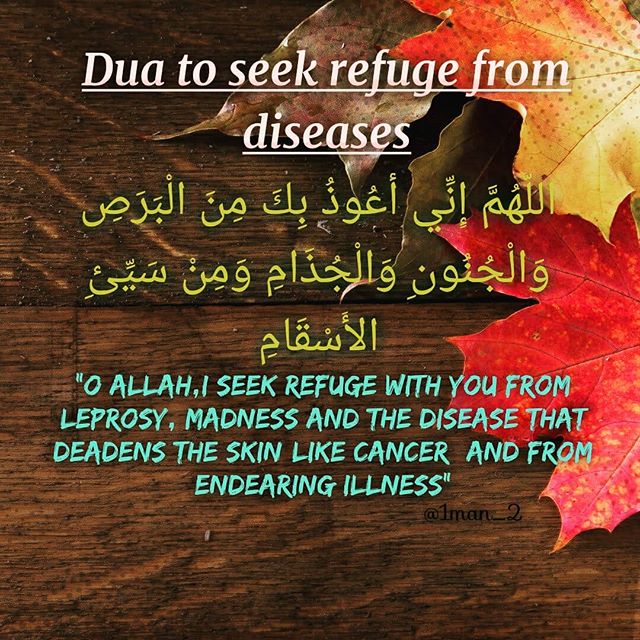 Dua to seek refuge from
diseases
اللّهُمَّ إِنِّي أعُوذُ بِكَ مِنَ الْبَرَصِ
وَالْجُنُونِ وَالْجُذَامِ وَمِنْ سَيِّئِ
الأَسْقَامِ
"O ALLAH,I SEEK REFUGE WITH YOU FROM
LEPROSY, MADNESS AND THE DISEASE THAT
DEADENS THE SKIN LIKE CANCER AND FROM
ENDEARING ILLNESS"
@1man_2